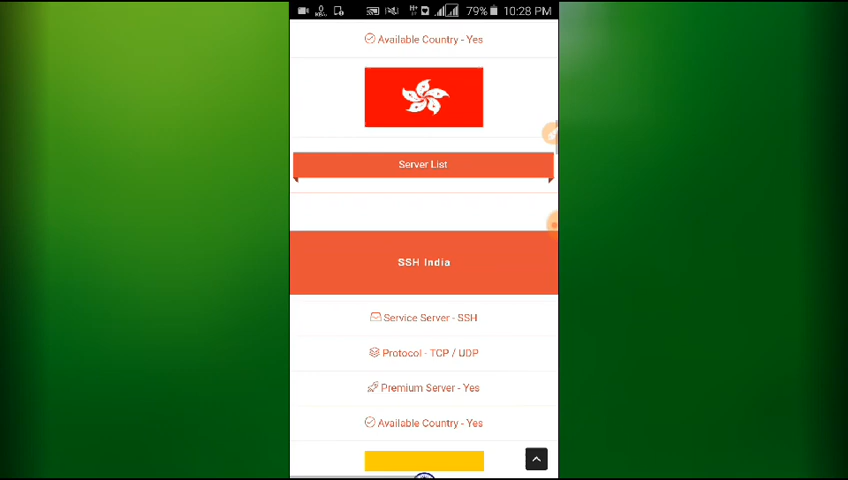 79% 10:28 PM
Available Country - Yes
Server List
SSH India
Service Server - SSH
Protocol - TCP / UDP
Premium Server - Yes
Available Country - Yes